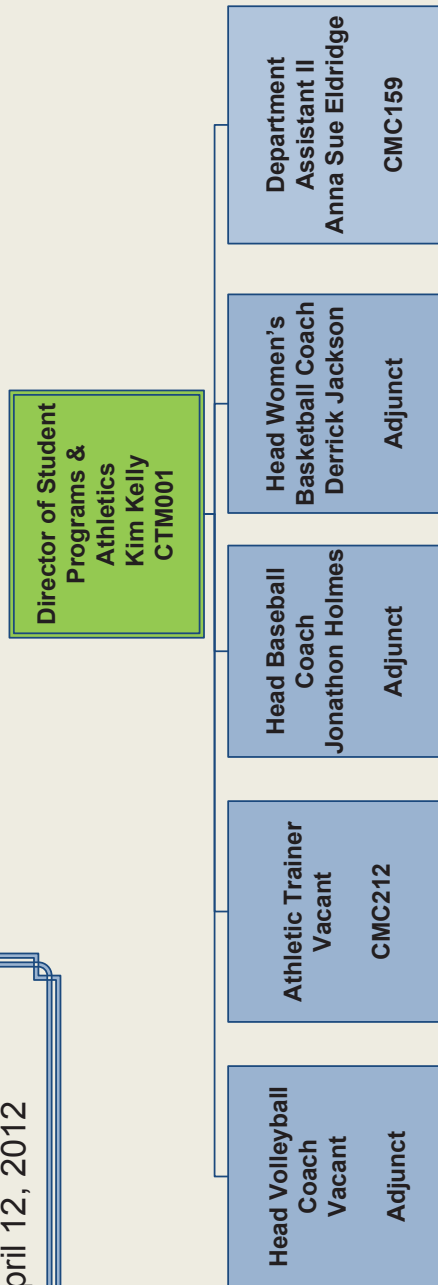 pril 12, 2012
Director of Student
Programs &
Athletics
Kim Kelly
CTM001
Head Volleyball
Coach
Vacant
Adjunct
Athletic Trainer
Vacant
CMC212
Head Baseball
Coach
Jonathon Holmes
Adjunct
Head Women's
Basketball Coach
Derrick Jackson
Adjunct
Department
Assistant II
Anna Sue Eldridge
CMC159